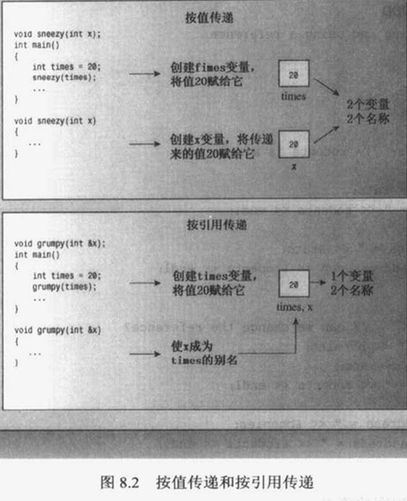 按值传递
void sneezy(int x);
int main()
{
int times = 20;
sneezy(times);
...
}
创建fimes变量，
将值20赋给它
20
times
2个变量
2个名称
void sneezy(int x)
{
...
}
创建x变量，将传递
来的值20赋给它
20
x
按引用传递
void grumpy(int &x);
int main()
{
int times = 20;
grumpy(times);
...
}
创建times变量，
将值20赋给它
20
times, x
1个变量
2个名称
void grumpy(int &x)
{
...
}
使x成为
times的别名
图 8.2 按值传递和按引用传递